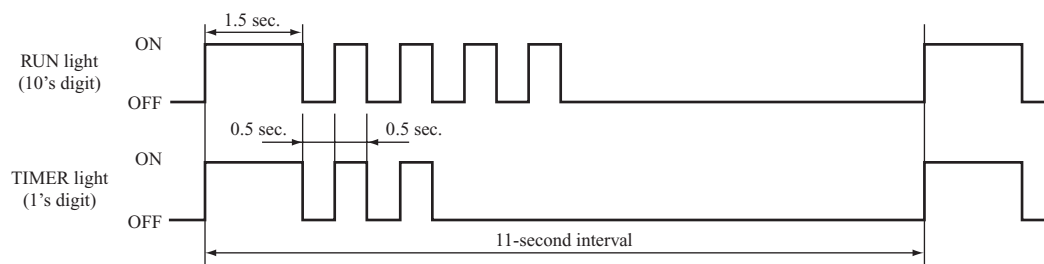 1.5 sec.
ON
RUN light
(10's digit)
OFF
0.5 sec.
0.5 sec.
ON
TIMER light
(1's digit)
OFF
11-second interval